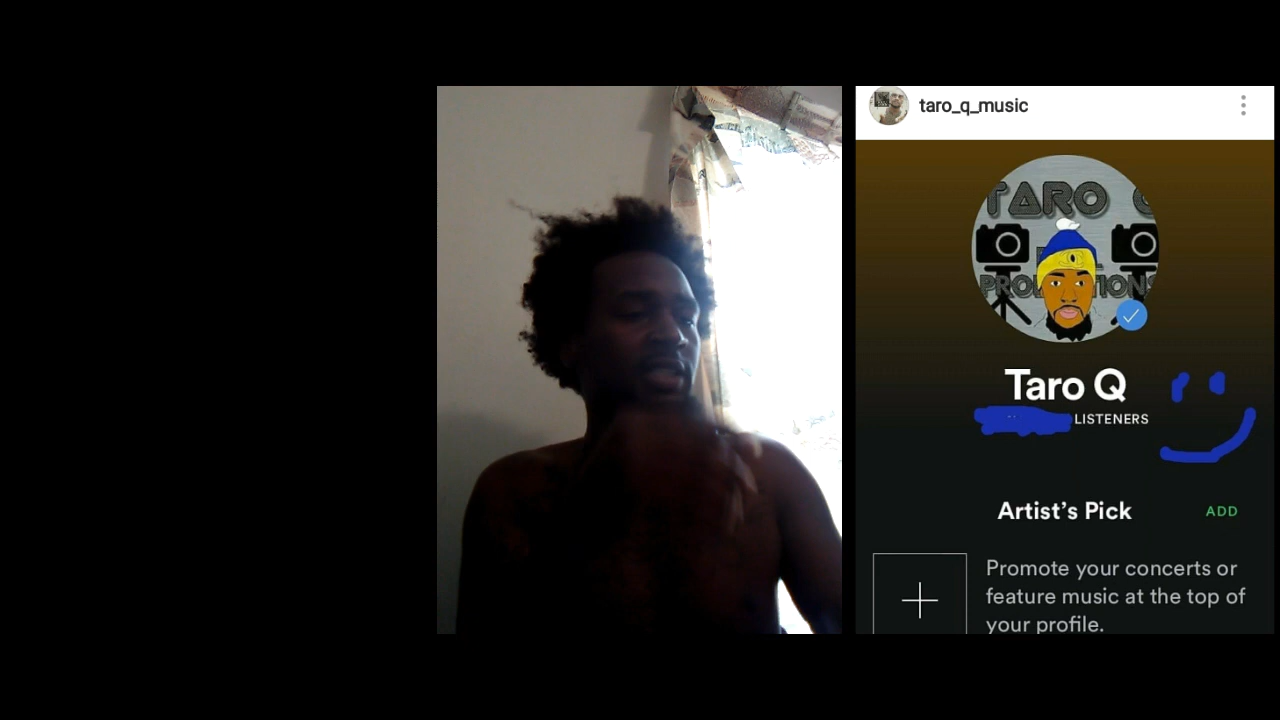 taro_q_music
TARO
Taro Q
LISTENERS
Artist's Pick
ADD
Promote your concerts or
feature music at the top of
your profile.